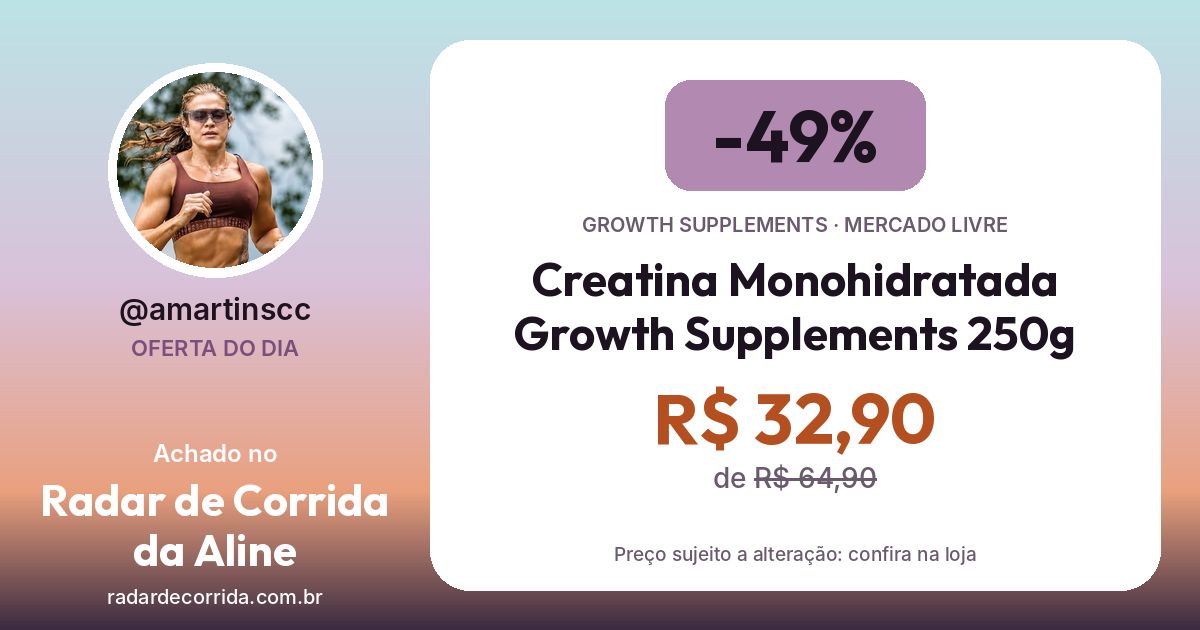 @amartinscc
OFERTA DO DIA
Achado no
Radar de Corrida
da Aline
radardecorrida.com.br
-49%
GROWTH SUPPLEMENTS · MERCADO LIVRE
Creatina Monohidratada
Growth Supplements 250g
R$ 32,90
de R$ 64,90
Preço sujeito a alteração: confira na loja